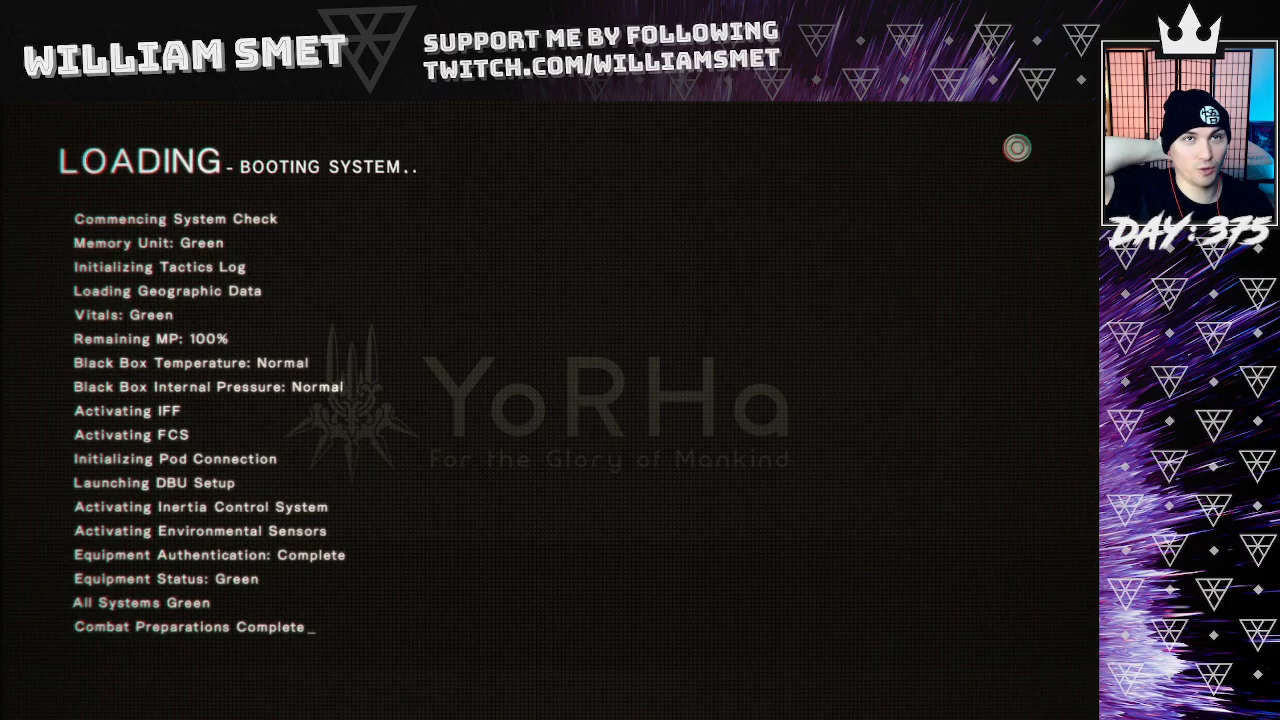 WILLIAM SMET
SUPPORT ME BY FOLLOWING
TWITCH.COM/WILLIAMSMET
悟
DAY: 375
LOADING - BOOTING SYSTEM..
Commencing System Check
Memory Unit: Green
Initializing Tactics Log
Loading Geographic Data
Vitals: Green
Remaining MP: 100%
Black Box Temperature: Normal
Black Box Internal Pressure: Normal
Activating IFF
Activating FCS
Initializing Pod Connection
Launching DBU Setup
Activating Inertia Control System
Activating Environmental Sensors
Equipment Authentication: Complete
Equipment Status: Green
All Systems Green
Combat Preparations Complete_
YoRHa
For the Glory of Mankind